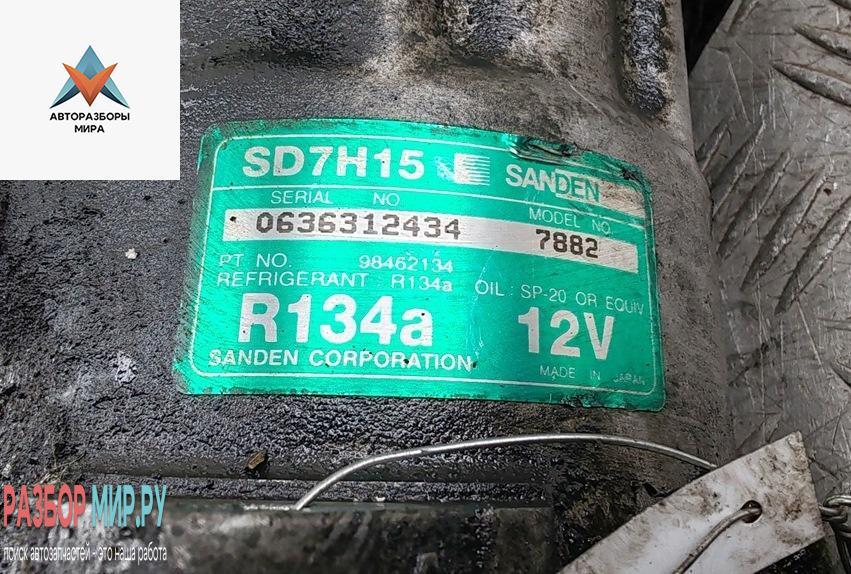 АВТОРАЗБОРЫ
МИРА
SD7H15 SANDEN
SERIAL NO MODEL NO.
0636312434 7882
PT NO. 98462134
REFRIGERANT : R134a OIL : SP-20 OR EQUIV
R134a 12V
SANDEN CORPORATION MADE IN JAPAN
РАЗБОР МИР.РУ
поиск автозапчастей - это наша работа